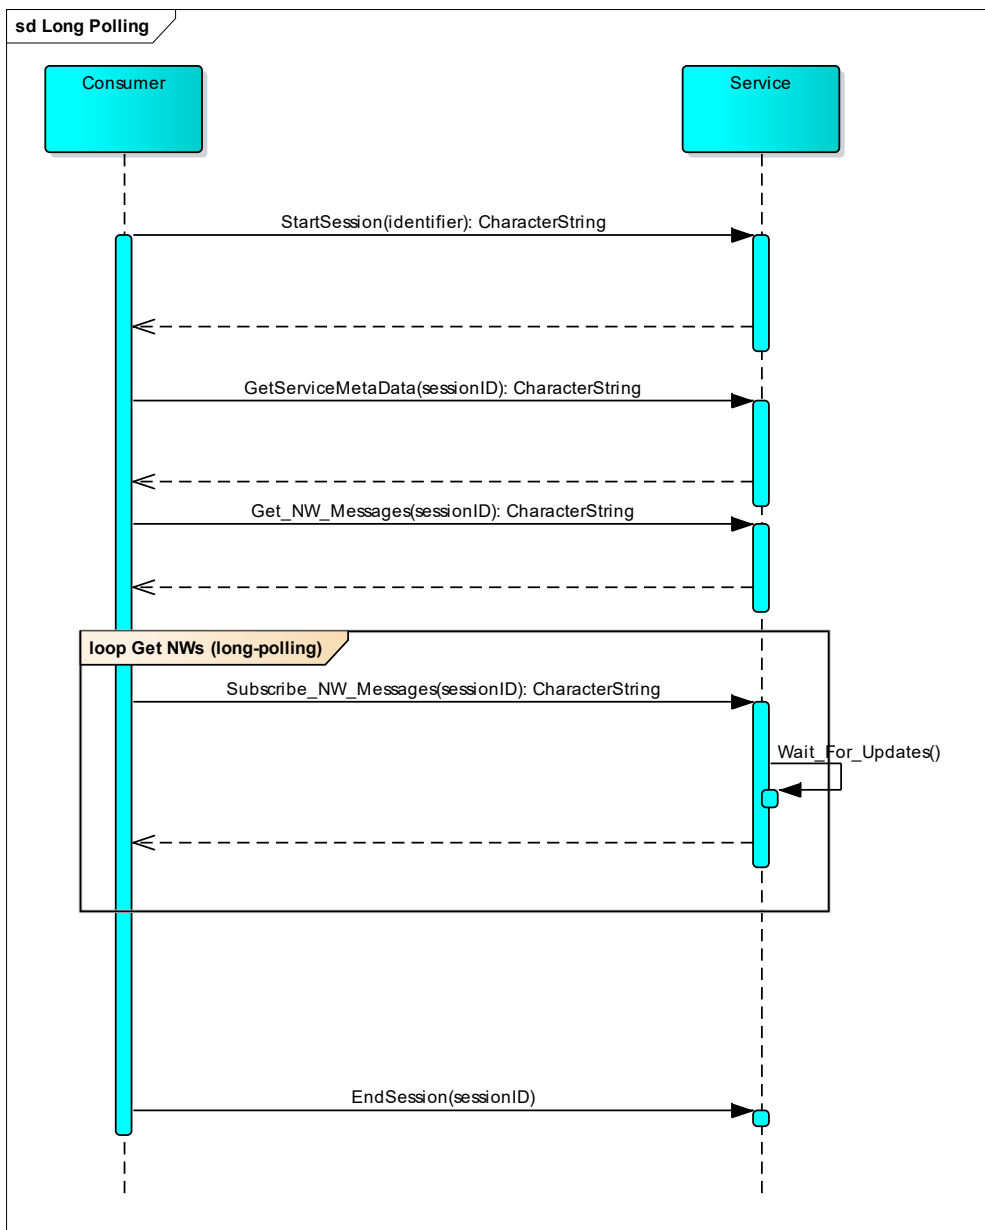 sd Long Polling
Consumer
Service
StartSession(identifier): CharacterString
GetServiceMetaData(sessionID): CharacterString
Get_NW_Messages(sessionID): CharacterString
loop Get NWs (long-polling)
Subscribe_NW_Messages(sessionID): CharacterString
Wait_For_Updates()
EndSession(sessionID)